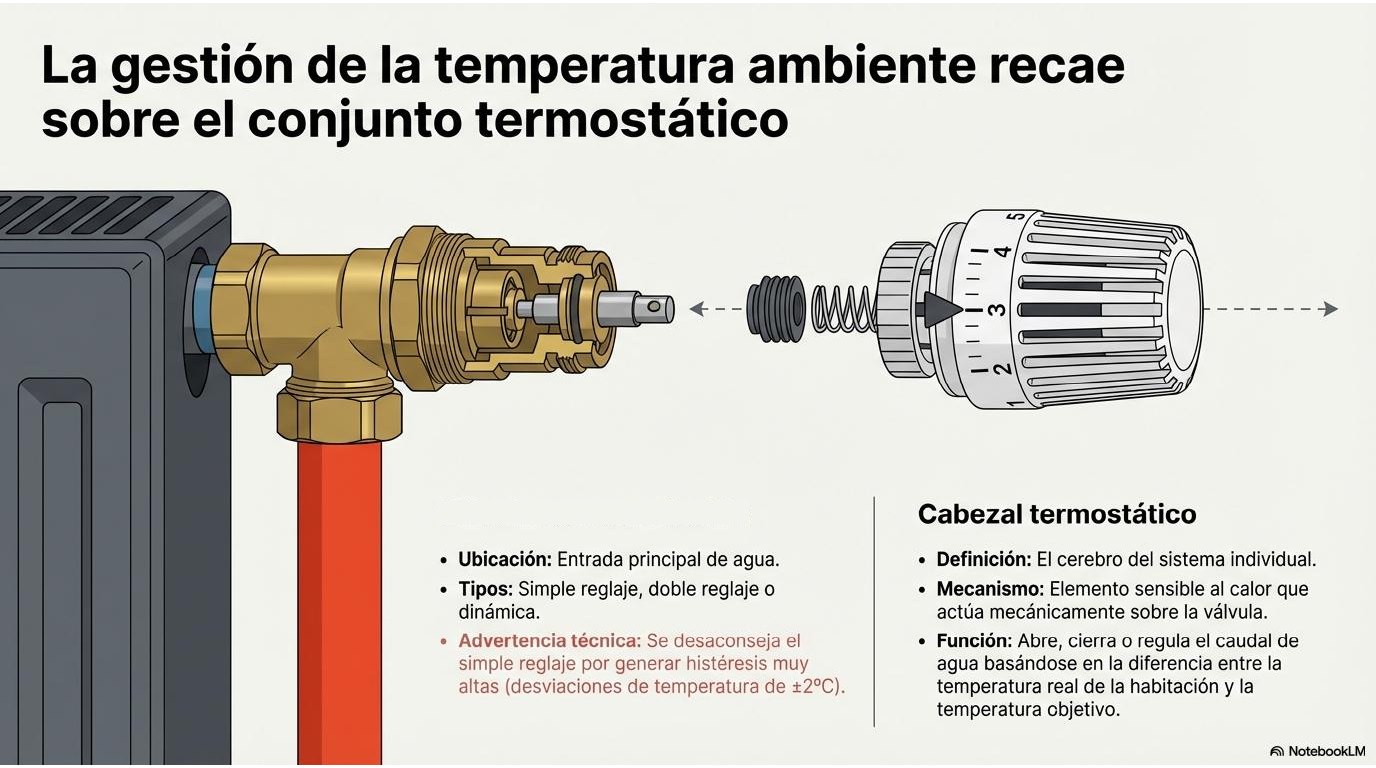 La gestión de la temperatura ambiente recae
sobre el conjunto termostático
5
4
3
2
1
• Ubicación: Entrada principal de agua.
• Tipos: Simple reglaje, doble reglaje o
dinámica.
• Advertencia técnica: Se desaconseja el
simple reglaje por generar histéresis muy
altas (desviaciones de temperatura de ±2ºC).
Cabezal termostático
• Definición: El cerebro del sistema individual.
• Mecanismo: Elemento sensible al calor que
actúa mecánicamente sobre la válvula.
• Función: Abre, cierra o regula el caudal de
agua basándose en la diferencia entre la
temperatura real de la habitación y la
temperatura objetivo.
NotebookLM